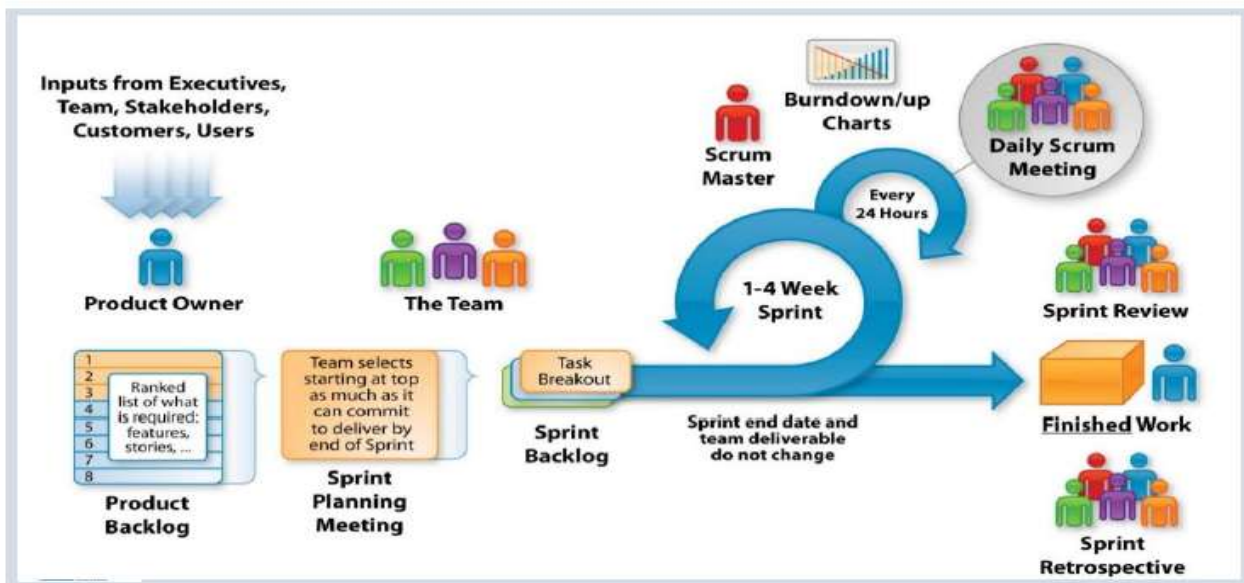 Inputs from Executives,
Team, Stakeholders,
Customers, Users
Product Owner
The Team
Scrum
Master
Burndown/up
Charts
Daily Scrum
Meeting
Every
24 Hours
1-4 Week
Sprint
Sprint Review
1
2
3
4
5
6
7
8
Ranked
list of what
is required:
features,
stories, ...
Product
Backlog
Team selects
starting at top
as much as it
can commit
to deliver by
end of Sprint
Sprint
Planning
Meeting
Task
Breakout
Sprint
Backlog
Sprint end date and
team deliverable
do not change
Finished Work
Sprint
Retrospective